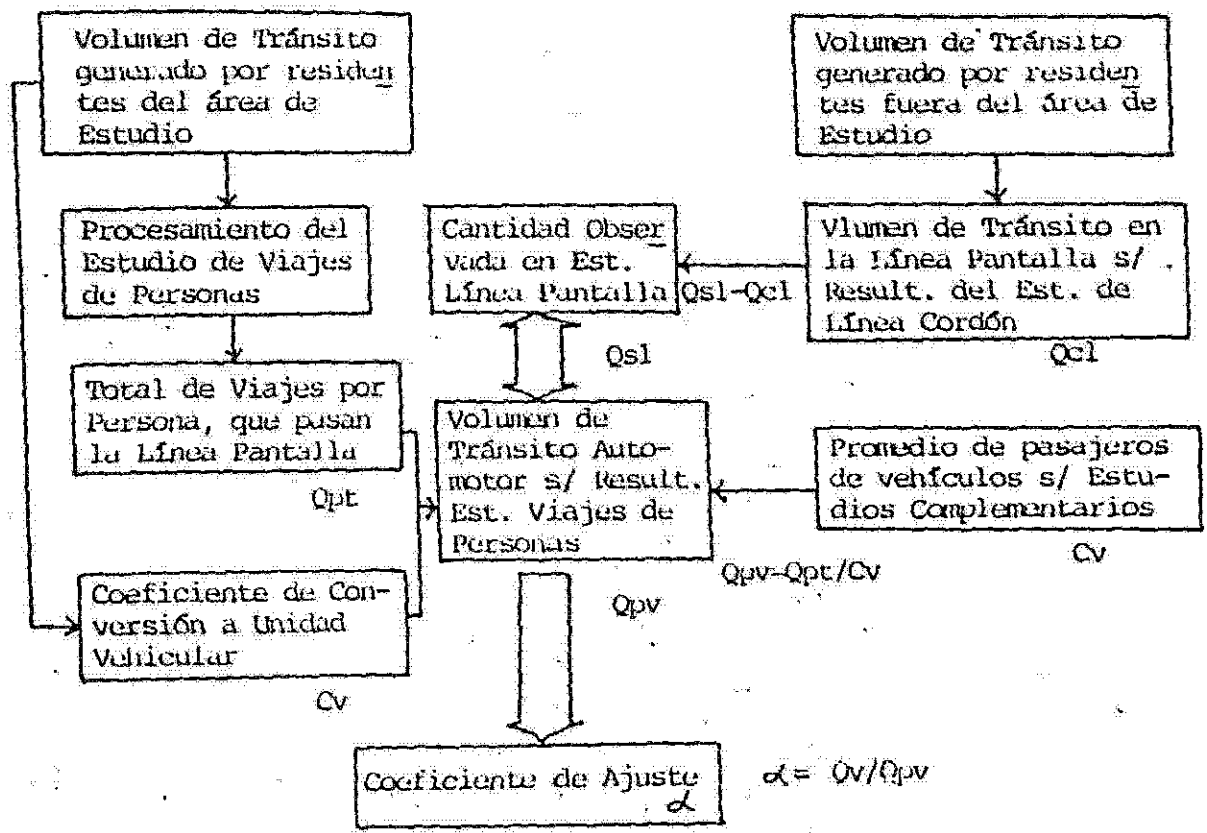 Volumen de Tránsito
generado por residen
tes del área de
Estudio
Volumen de Tránsito
generado por residen
tes fuera del área de
Estudio
Procesamiento del
Estudio de Viajes
de Personas
Cantidad Obser
vada en Est.
Línea Pantalla
Qsl-Qcl
Vlumen de Tránsito en
la Línea Pantalla s/
Result. del Est. de
Línea Cordón
Qcl
Qsl
Total de Viajes por
Persona, que pasan
la Línea Pantalla
Qpt
Volumen de
Tránsito Auto-
motor s/ Result.
Est. Viajes de
Personas
Promedio de pasajeros
de vehículos s/ Estu-
dios Complementarios
Cv
Qpv-Qpt/Cv
Qpv
Coeficiente de Con-
versión a Unidad
Vehicular
Cv
Coeficiente de Ajuste
α
α = Qv/Qpv